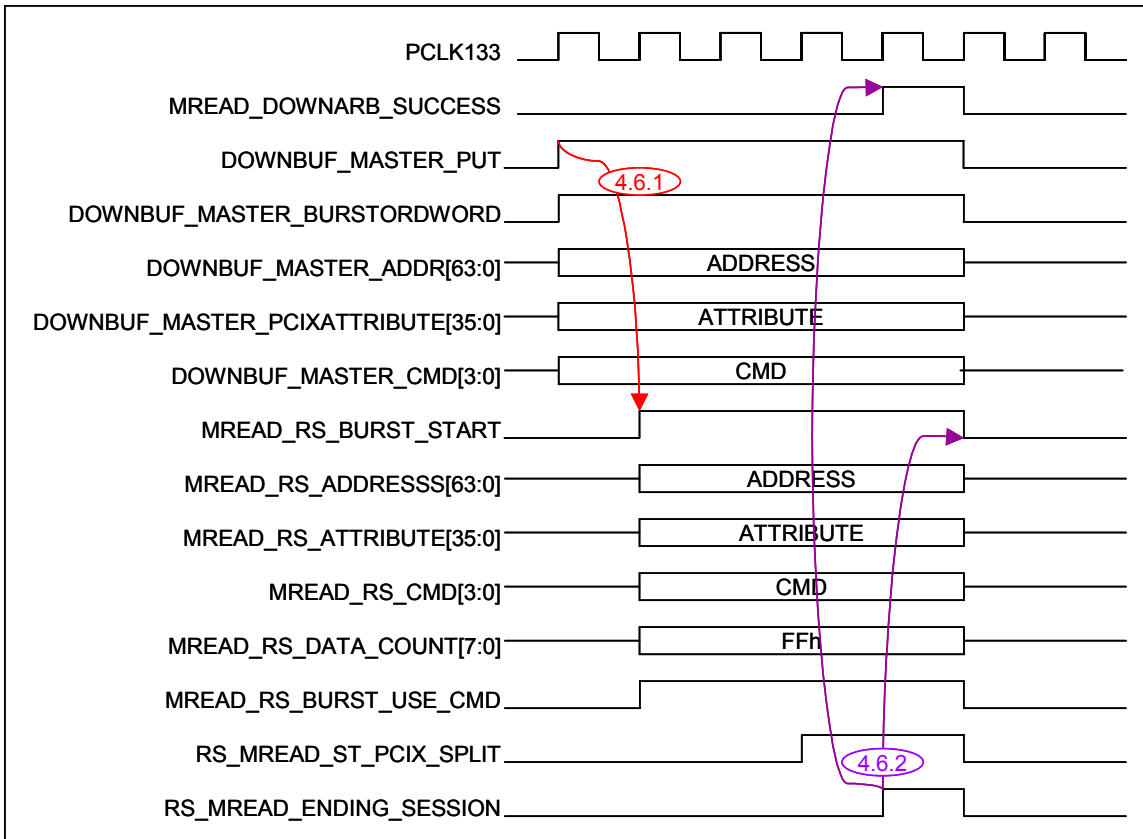 PCLK133
MREAD_DOWNARB_SUCCESS
DOWNBUF_MASTER_PUT
4.6.1
DOWNBUF_MASTER_BURSTORDWORD
DOWNBUF_MASTER_ADDR[63:0] ADDRESS
DOWNBUF_MASTER_PCIXATTRIBUTE[35:0] ATTRIBUTE
DOWNBUF_MASTER_CMD[3:0] CMD
MREAD_RS_BURST_START
MREAD_RS_ADDRESSS[63:0] ADDRESS
MREAD_RS_ATTRIBUTE[35:0] ATTRIBUTE
MREAD_RS_CMD[3:0] CMD
MREAD_RS_DATA_COUNT[7:0] FFh
MREAD_RS_BURST_USE_CMD
RS_MREAD_ST_PCIX_SPLIT
4.6.2
RS_MREAD_ENDING_SESSION